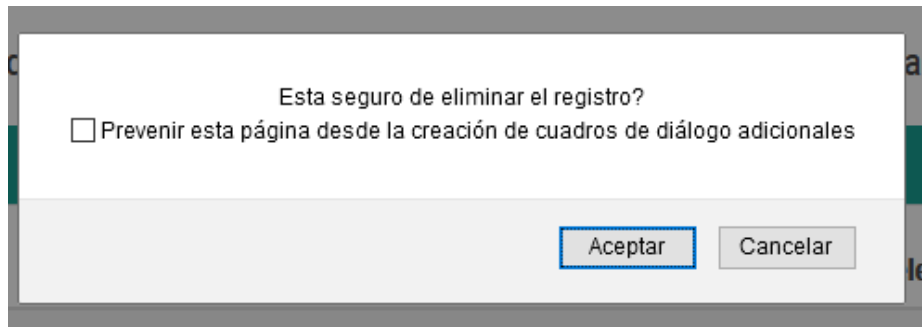 Esta seguro de eliminar el registro?
Prevenir esta página desde la creación de cuadros de diálogo adicionales
Aceptar Cancelar